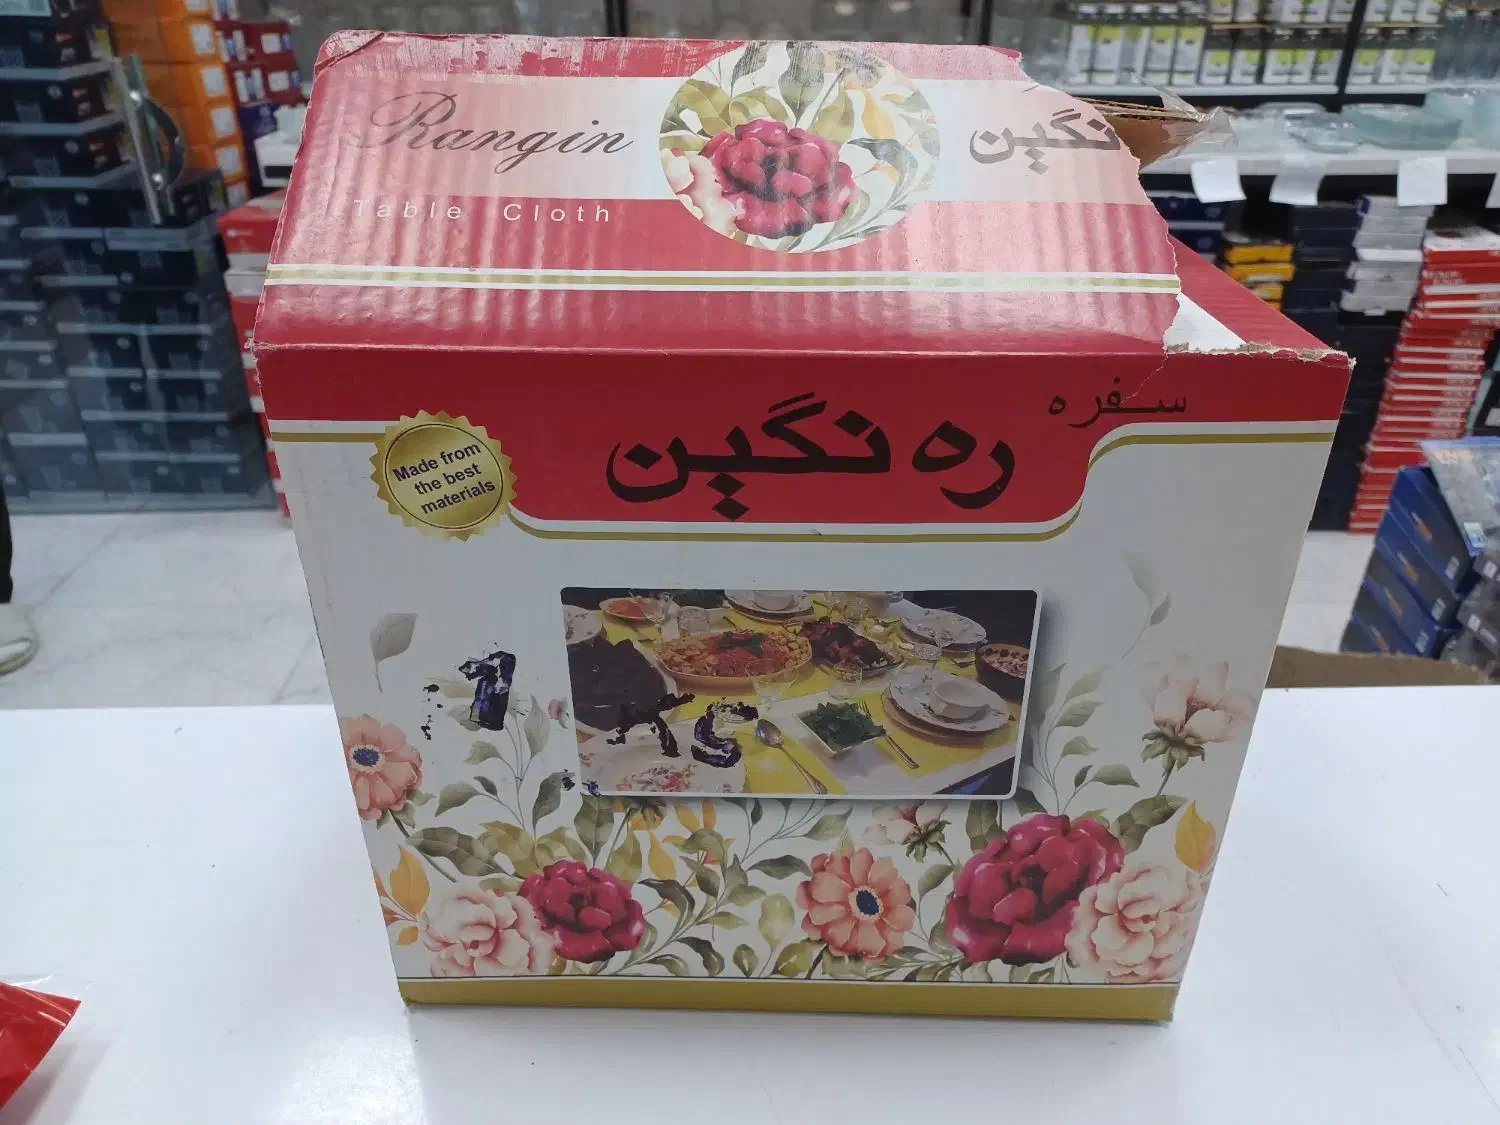 Rangin
نگین
Table Cloth
سفره
ره نگین
Made from
the best
materials